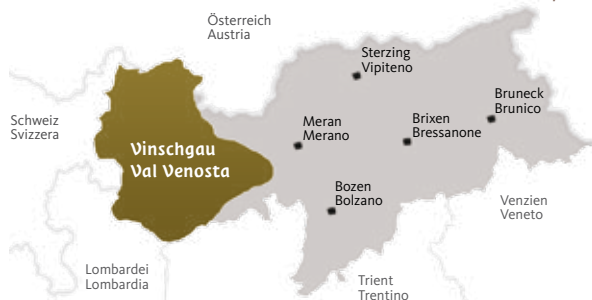 Österreich
Austria
Sterzing
Vipiteno
Bruneck
Brunico
Schweiz
Svizzera
Meran
Merano
Brixen
Bressanone
Vinschgau
Val Venosta
Bozen
Bolzano
Venzien
Veneto
Lombardei
Lombardia
Trient
Trentino